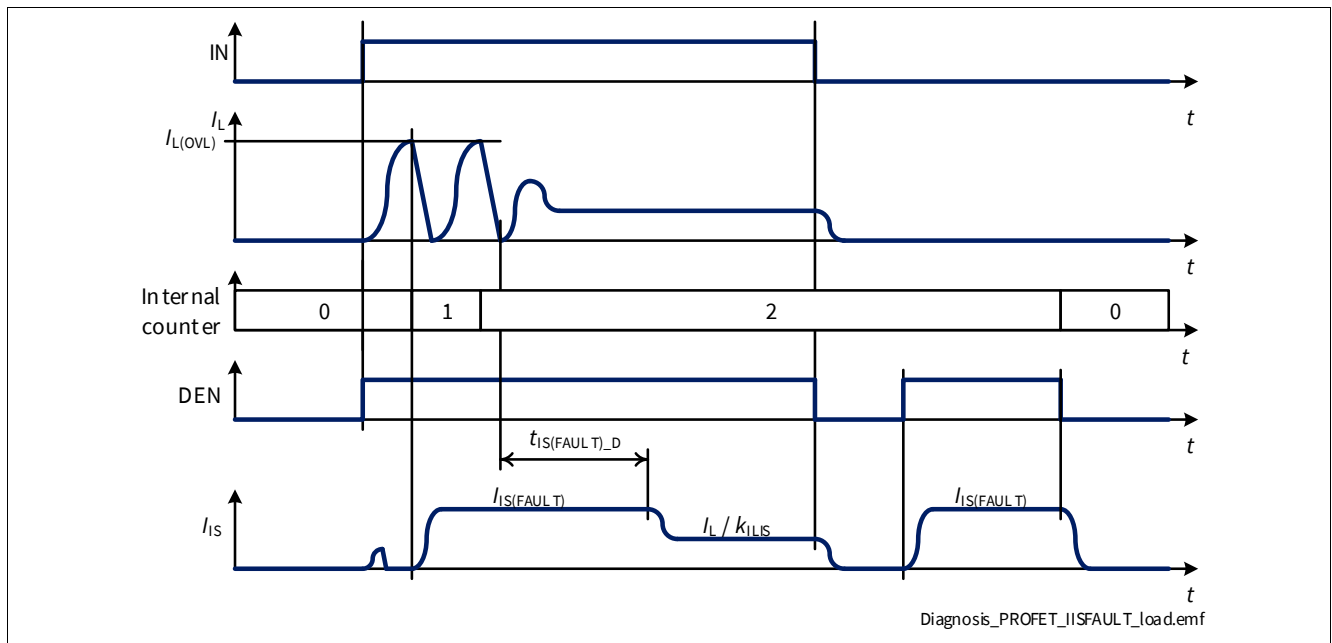 IN
t
I_L
I_L(OVL)
t
Internal
counter
0
1
2
0
t
DEN
t
t_IS(FAULT)_D
I_IS(FAULT)
I_L / k_ILIS
I_IS(FAULT)
I_IS
t
Diagnosis_PROFET_IISFAULT_load.emf